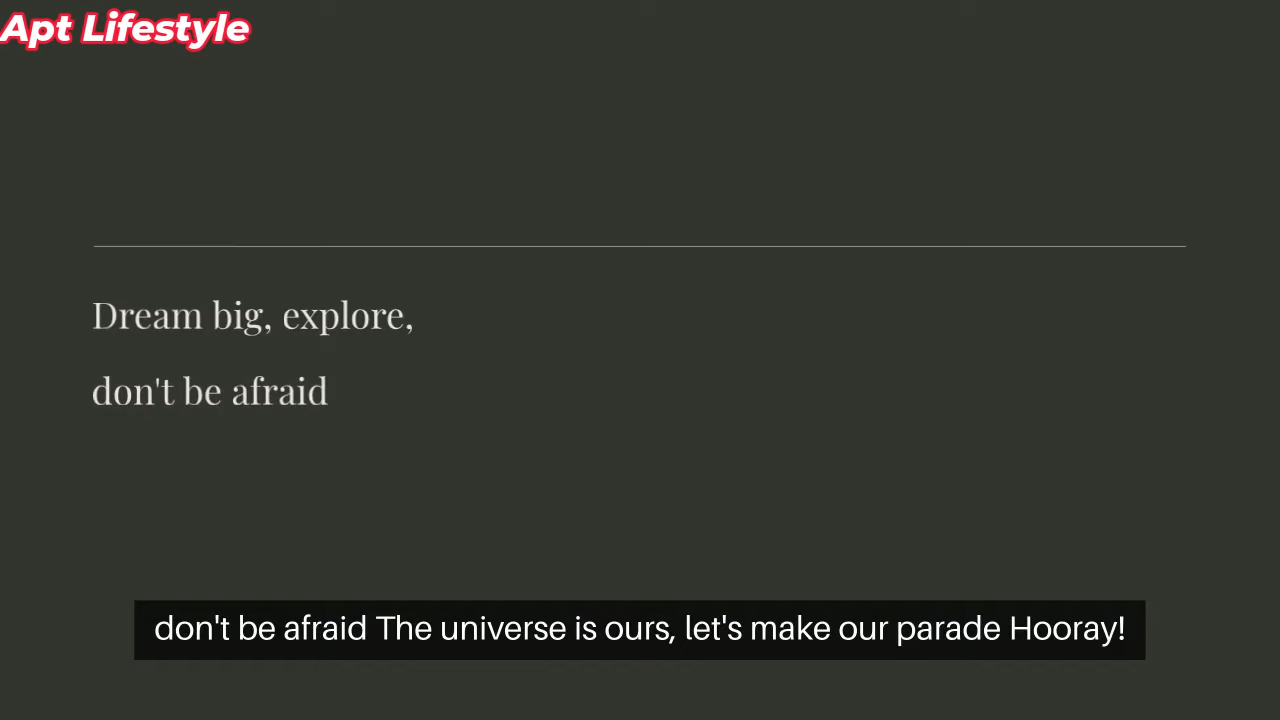 Apt Lifestyle
Dream big, explore,
don't be afraid
don't be afraid The universe is ours, let's make our parade Hooray!